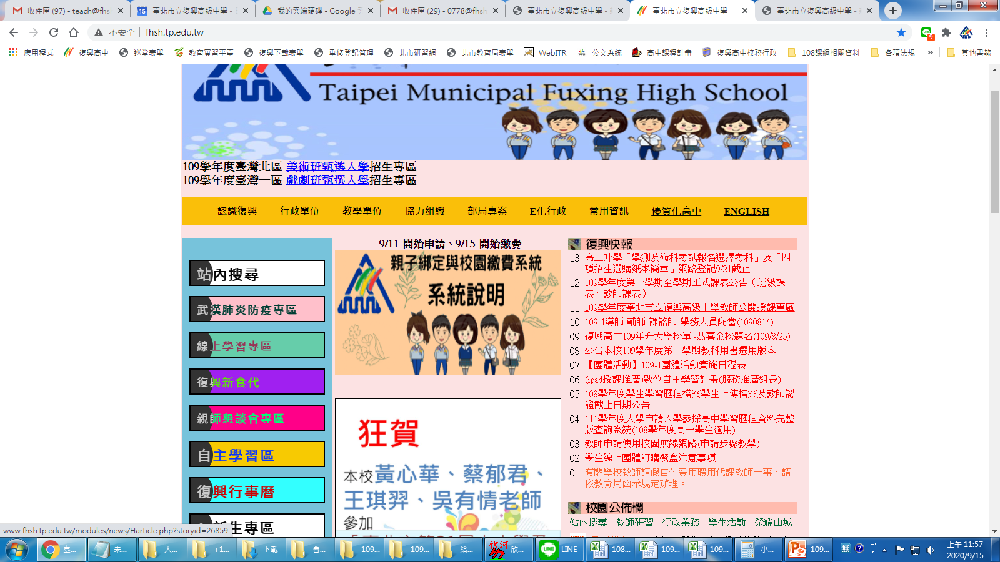 收件匣 (97) - teach@fhsh
臺北市立復興高級中學 -
我的雲端硬碟 - Google
收件匣 (29) - 0778@fhsh
臺北市立復興高級中學 -
臺北市立復興高級中學
臺北市立復興高級中學 -
不安全 | fhsh.tp.edu.tw
9
應用程式 復興高中 巡堂表單 教育實習平臺 復興下載表單 重修登記管理 北市研習網 北市教育局表單 WebITR 公文系統 高中課程計畫 復興高中校務行政 108課綱相關資料 各項法規 » 其他書籤
Taipei Municipal Fuxing High School
109學年度臺灣北區 美術班甄選入學招生專區
109學年度臺灣一區 戲劇班甄選入學招生專區
認識復興 行政單位 教學單位 協力組織 部局專案 E化行政 常用資訊 優質化高中 ENGLISH
站內搜尋
武漢肺炎防疫專區
線上學習專區
復興新食代
親師懇談會專區
自主學習區
復興行事曆
新生專區
9/11 開始申請、9/15 開始繳費
親子綁定與校園繳費系統
系統說明
狂賀
本校黃心華、蔡郁君、
王琪羿、吳有情老師
參加
復興快報
13 高三升學「學測及術科考試報名選擇考科」及「四
項招生選購紙本簡章」網路登記9/21截止
12 109學年度第一學期全學期正式課表公告（班級課
表、教師課表）
11 109學年度臺北市立復興高級中學教師公開授課專區
10 109-1導師-輔師-課諮師-學務人員配當(1090814)
09 復興高中109年升大學榜單~恭喜金榜題名(109/8/25)
08 公告本校109學年度第一學期教科用書選用版本
07 【團體活動】109-1團體活動實施日程表
06 (ipad授課推廣)數位自主學習計畫(服務推廣組長)
05 108學年度學生學習歷程檔案學生上傳檔案及教師認
證截止日期公告
04 111學年度大學申請入學參採高中學習歷程資料完整
版查詢系統(108學年度高一學生適用)
03 教師申請使用校園無線網路(申請步驟教學)
02 學生線上團體訂購餐盒注意事項
01 有關學校教師請假自付費用聘用代課教師一事，請
依教育局函示規定辦理。
校園公佈欄
站內搜尋 教師研習 行政業務 學生活動 榮耀山城
www.fhsh.tp.edu.tw/modules/news/Harticle.php?storyid=26859
臺... 未... 大... +1... 下載 會... 109... 109... 給... 欣... LINE 108... 109... 109... 小... 109...
無
上午 11:57
2020/9/15